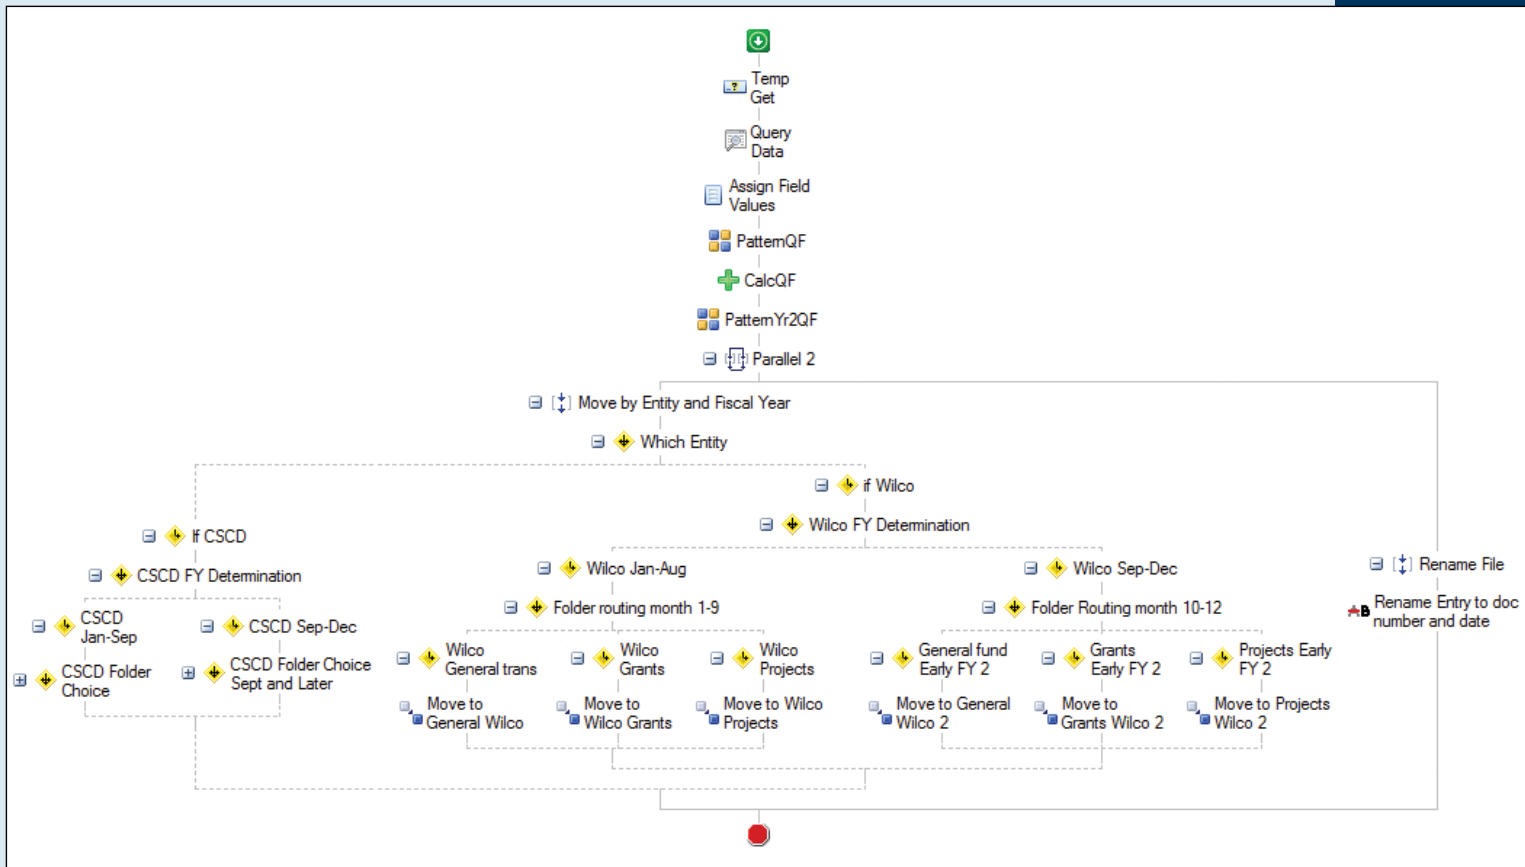 Temp
Get
Query
Data
Assign Field
Values
PatternQF
CalcQF
PatternYr2QF
Parallel 2
Move by Entity and Fiscal Year
Which Entity
if Wilco
Wilco FY Determination
If CSCD
CSCD FY Determination
CSCD
Jan-Sep
CSCD Sep-Dec
CSCD Folder
Choice
CSCD Folder Choice
Sept and Later
Wilco Jan-Aug
Folder routing month 1-9
Wilco
General trans
Wilco
Grants
Wilco
Projects
Move to
General Wilco
Move to
Wilco Grants
Move to Wilco
Projects
Wilco Sep-Dec
Folder Routing month 10-12
General fund
Early FY 2
Grants
Early FY 2
Projects Early
FY 2
Move to General
Wilco 2
Move to
Grants Wilco 2
Move to Projects
Wilco 2
Rename File
Rename Entry to doc
number and date